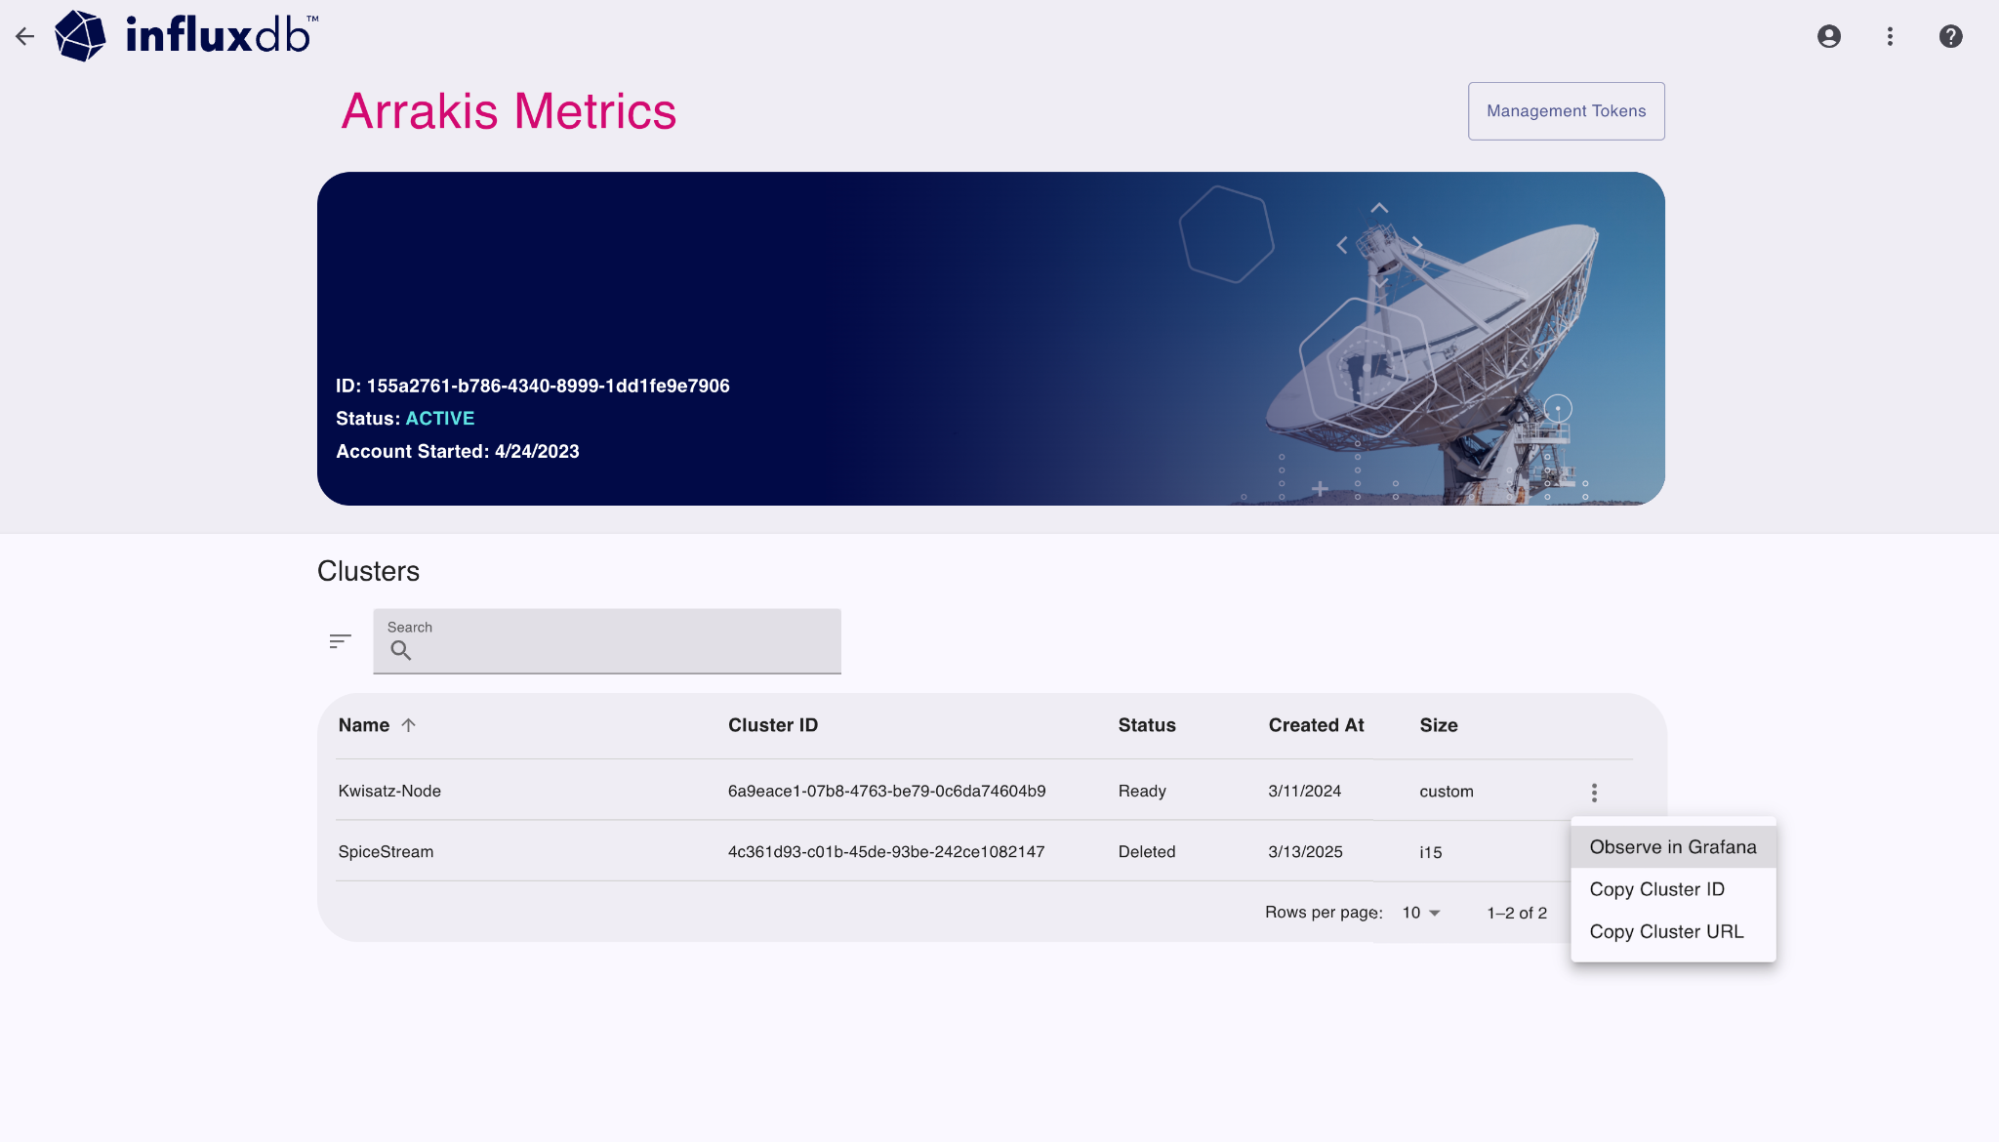 influxdb™
Arrakis Metrics
Management Tokens
ID: 155a2761-b786-4340-8999-1dd1fe9e7906
Status: ACTIVE
Account Started: 4/24/2023
Clusters
Search
Name Cluster ID Status Created At Size
Kwisatz-Node 6a9eace1-07b8-4763-be79-0c6da74604b9 Ready 3/11/2024 custom
SpiceStream 4c361d93-c01b-45de-93be-242ce1082147 Deleted 3/13/2025 i15
Rows per page: 10 1–2 of 2
Observe in Grafana
Copy Cluster ID
Copy Cluster URL